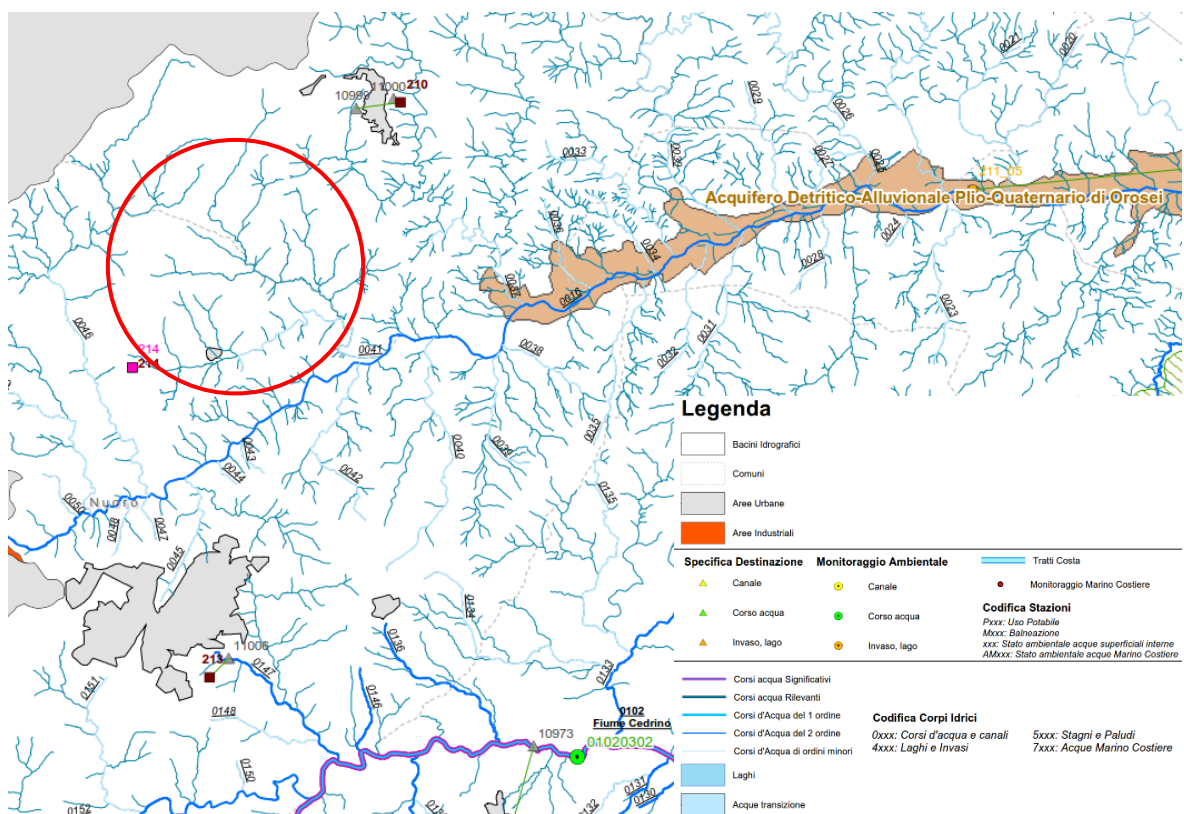 0021
0020
11000 210
10999
0029
0026
0033
0039
0027
0025
211_05
Acquifero Detritico-Alluvionale Plio-Quaternario di Orosei
0036
0034
0024
0028
0037
0016
0023
0046
0041
0038
0031
0032
214
214
0035
0043
0044
0040
0039
0042
0135
0050
Nuoro
0048
0047
0045
0134
0136
0133
11006
213
0147
0151
0146
0148
0102
Fiume Cedrino
10973
01020302
0150
0131
0130
0132
0152
Legenda
Bacini Idrografici
Comuni
Aree Urbane
Aree Industriali
Specifica Destinazione
Canale
Corso acqua
Invaso, lago
Monitoraggio Ambientale
Canale
Corso acqua
Invaso, lago
Tratti Costa
Monitoraggio Marino Costiere
Codifica Stazioni
Pxxx: Uso Potabile
Mxxx: Balneazione
xxx: Stato ambientale acque superficiali interne
AMxxx: Stato ambientale acque Marino Costiere
Corsi acqua Significativi
Corsi acqua Rilevanti
Corsi d'Acqua del 1 ordine
Corsi d'Acqua del 2 ordine
Corsi d'Acqua di ordini minori
Laghi
Acque transizione
Codifica Corpi Idrici
0xxx: Corsi d'acqua e canali
4xxx: Laghi e Invasi
5xxx: Stagni e Paludi
7xxx: Acque Marino Costiere